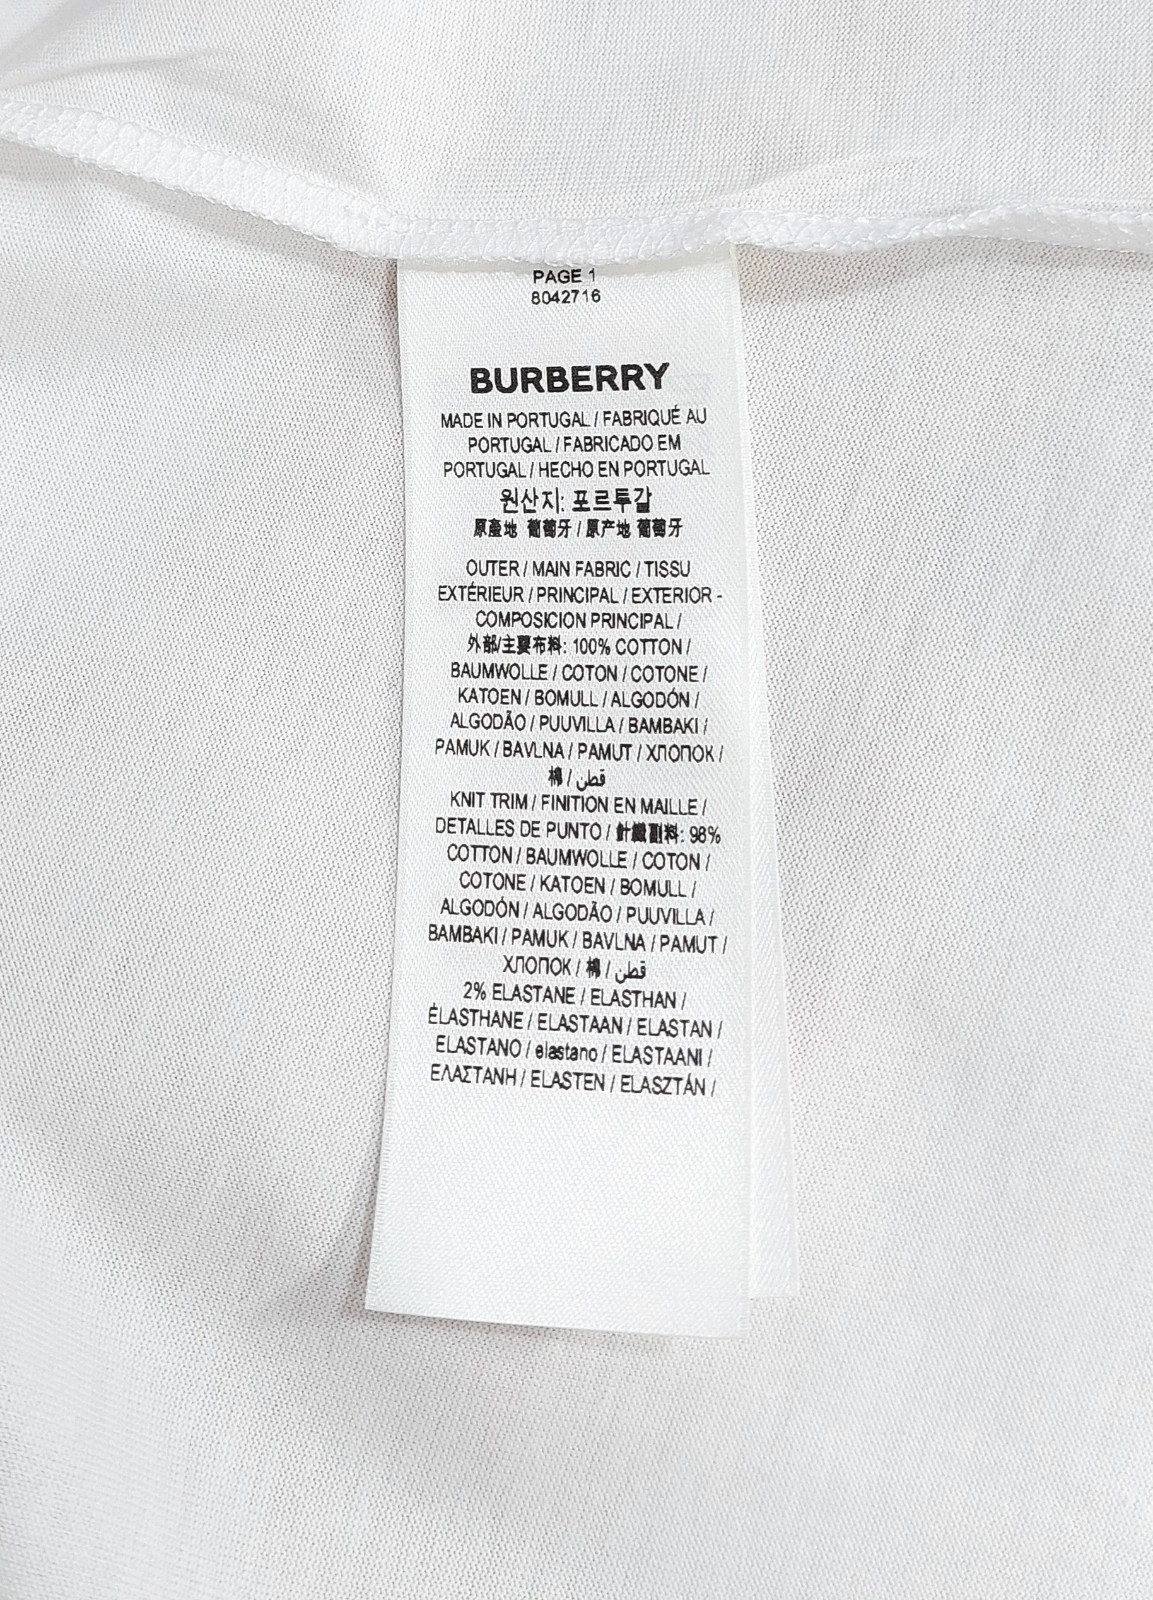 PAGE 1
8042716
BURBERRY
MADE IN PORTUGAL / FABRIQUÉ AU
PORTUGAL / FABRICADO EM
PORTUGAL / HECHO EN PORTUGAL
원산지: 포르투갈
原產地 葡萄牙 / 原产地 葡萄牙
OUTER / MAIN FABRIC / TISSU
EXTÉRIEUR / PRINCIPAL / EXTERIOR -
COMPOSICION PRINCIPAL /
外部/主要布料: 100% COTTON /
BAUMWOLLE / COTON / COTONE /
KATOEN / BOMULL / ALGODÓN /
ALGODÃO / PUUVILLA / BAMBAKI /
PAMUK / BAVLNA / PAMUT / ХЛОПОК /
棉 / قطن
KNIT TRIM / FINITION EN MAILLE /
DETALLES DE PUNTO / 針織副料: 98%
COTTON / BAUMWOLLE / COTON /
COTONE / KATOEN / BOMULL /
ALGODÓN / ALGODÃO / PUUVILLA /
BAMBAKI / PAMUK / BAVLNA / PAMUT /
ХЛОПОК / 棉 / قطن
2% ELASTANE / ELASTHAN /
ÉLASTHANE / ELASTAAN / ELASTAN /
ELASTANO / elastano / ELASTAANI /
ΕΛΑΣΤΑΝΗ / ELASTEN / ELASZTÁN /